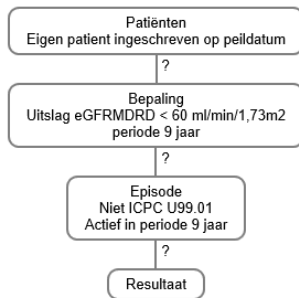 Patiënten
Eigen patient ingeschreven op peildatum
?
Bepaling
Uitslag eGFRMDRD < 60 ml/min/1,73m2
periode 9 jaar
?
Episode
Niet ICPC U99.01
Actief in periode 9 jaar
?
Resultaat